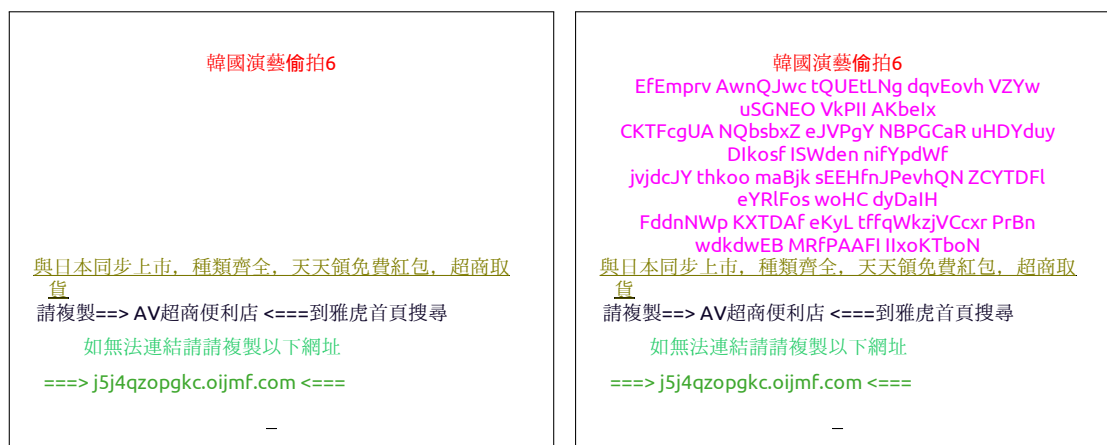 韓國演藝偷拍6
與日本同步上市，種類齊全，天天領免費紅包，超商取
貨
請複製==> AV超商便利店 <===到雅虎首頁搜尋
如無法連結請請複製以下網址
===> j5j4qzopgkc.oijmf.com <===
韓國演藝偷拍6
EfEmprv AwnQJwc tQUEtLNg dqvEovh VZYw
uSGNEO VkPII AKbeIx
CKTFcgUA NQbsbxZ eJVPgY NBPGCaR uHDYduy
DIkosf ISWden nifYpdWf
jvjdcJY thkoo maBjk sEEHfnJPevhQN ZCYTDFl
eYRlFos woHC dyDaIH
FddnNWp KXTDAf eKyL tffqWkzjVCcxr PrBn
wdkdwEB MRfPAAFI IIxoKTboN
與日本同步上市，種類齊全，天天領免費紅包，超商取
貨
請複製==> AV超商便利店 <===到雅虎首頁搜尋
如無法連結請請複製以下網址
===> j5j4qzopgkc.oijmf.com <===